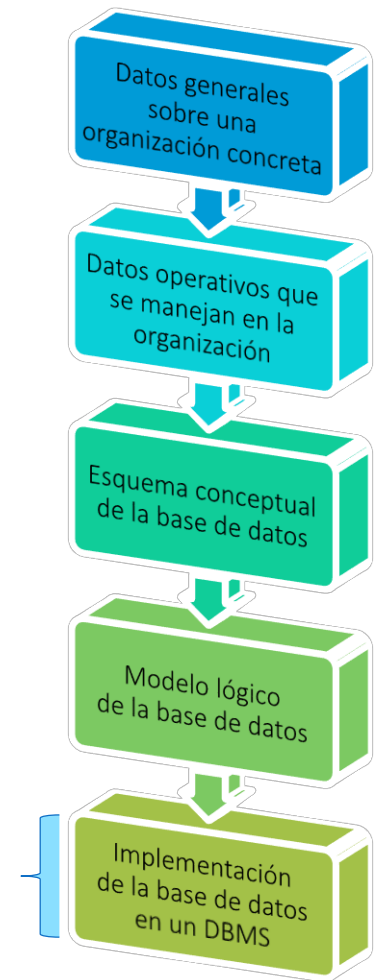 Datos generales
sobre una
organización concreta
Datos operativos que
se manejan en la
organización
Esquema conceptual
de la base de datos
Modelo lógico
de la base de datos
Implementación
de la base de datos
en un DBMS